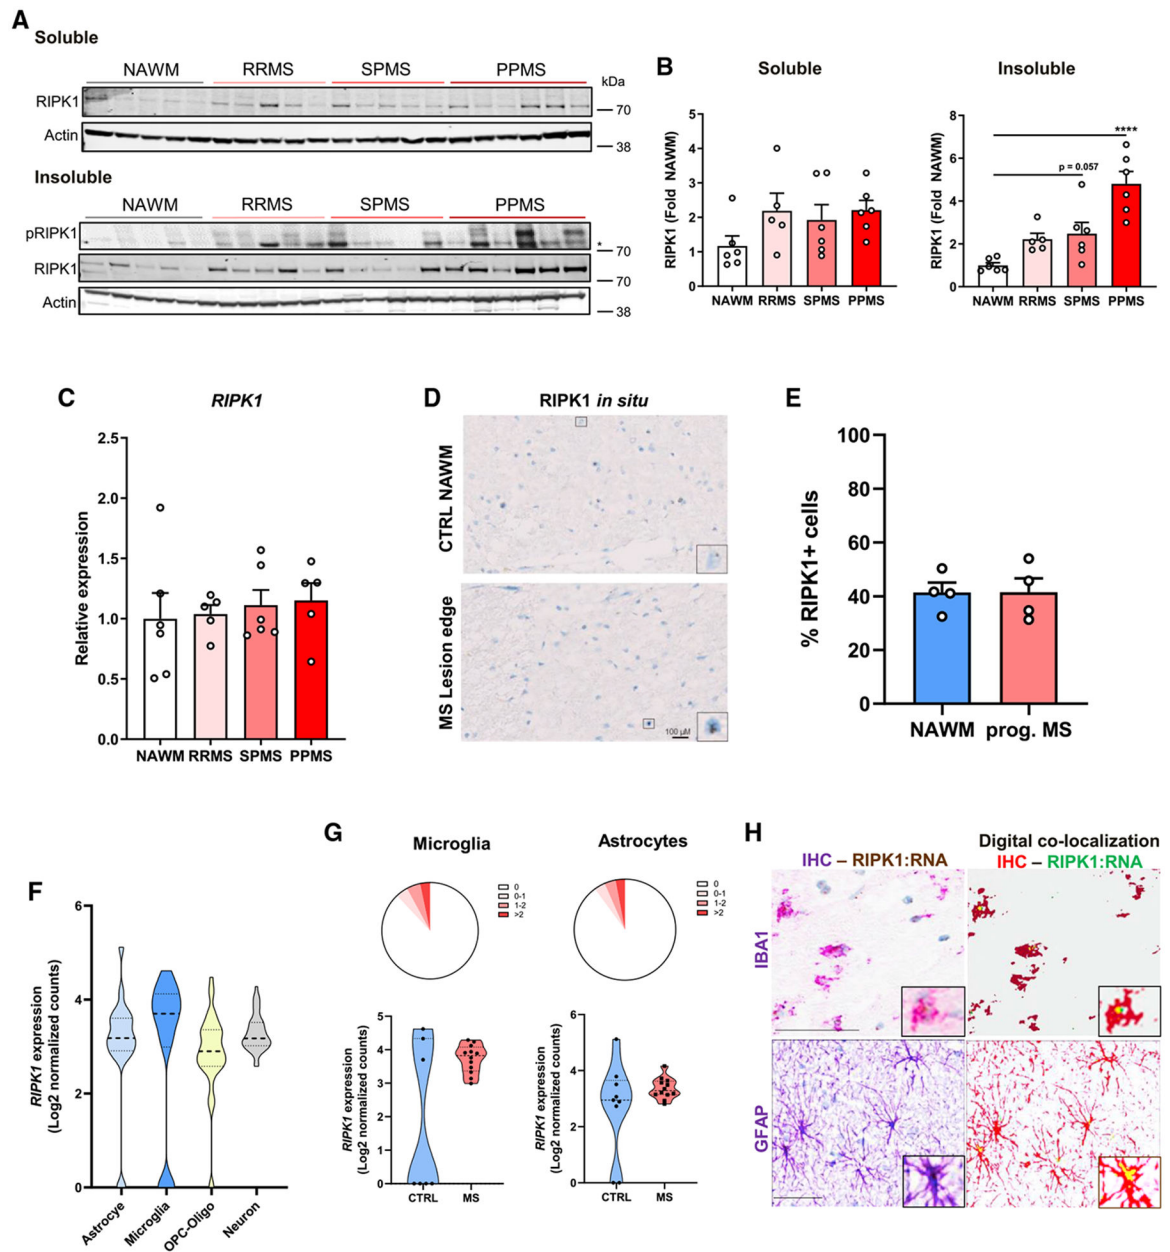 A
Soluble
NAWM RRMS SPMS PPMS
kDa
RIPK1
70
Actin
38
Insoluble
NAWM RRMS SPMS PPMS
pRIPK1
*
70
RIPK1
70
Actin
38
B
Soluble
RIPK1 (Fold NAWM)
5
4
3
2
1
0
NAWM RRMS SPMS PPMS
Insoluble
RIPK1 (Fold NAWM)
8
6
4
2
0
****
p = 0.057
NAWM RRMS SPMS PPMS
C
RIPK1
Relative expression
2.5
2.0
1.5
1.0
0.5
0.0
NAWM RRMS SPMS PPMS
D
RIPK1 in situ
CTRL NAWM
MS Lesion edge
100 µM
E
% RIPK1+ cells
100
80
60
40
20
0
NAWM prog. MS
F
RIPK1 expression
(Log2 normalized counts)
6
4
2
0
Astrocye
Microglia
OPC-Oligo
Neuron
G
Microglia
0
0-1
1-2
>2
RIPK1 expression
(Log2 normalized counts)
5
4
3
2
1
0
CTRL MS
Astrocytes
0
0-1
1-2
>2
RIPK1 expression
(Log2 normalized counts)
6
4
2
0
CTRL MS
H
Digital co-localization
IHC – RIPK1:RNA IHC – RIPK1:RNA
IBA1
GFAP